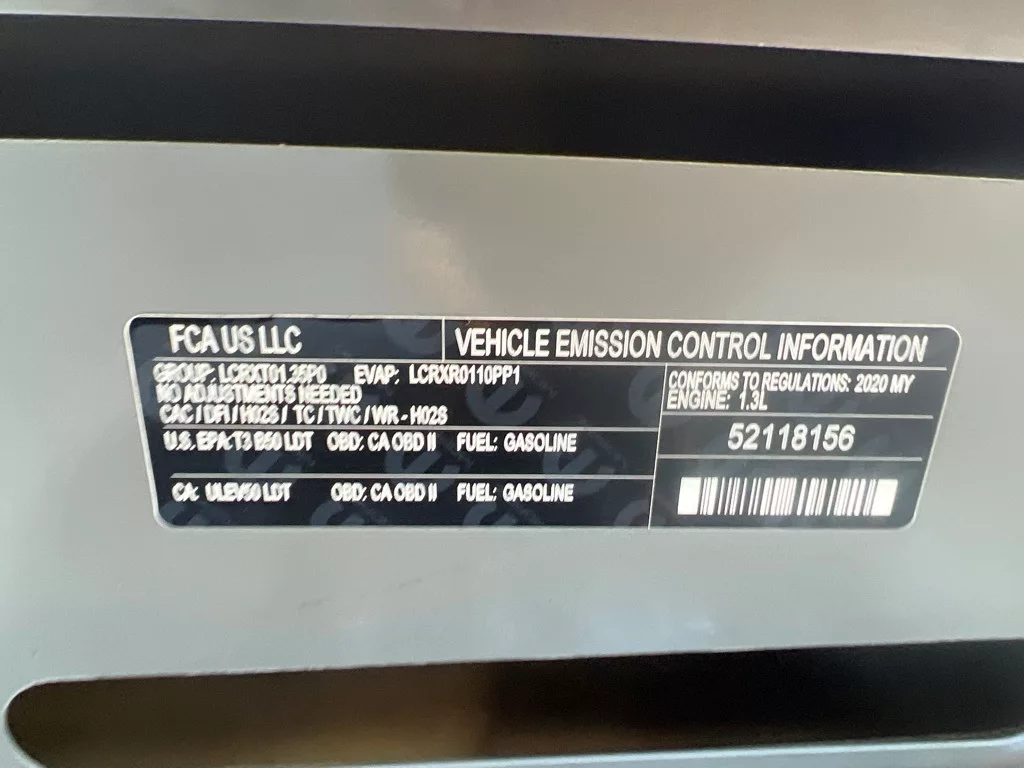 FCA US LLC
VEHICLE EMISSION CONTROL INFORMATION
GROUP: LCRXT01.35P0 EVAP: LCRXR0110PP1
NO ADJUSTMENTS NEEDED
CAC / DFI / H02S / TC / TWC / WR - H02S
U.S. EPA: T3 B50 LDT OBD: CA OBD II FUEL: GASOLINE
CA: ULEV50 LDT OBD: CA OBD II FUEL: GASOLINE
CONFORMS TO REGULATIONS: 2020 MY
ENGINE: 1.3L
52118156